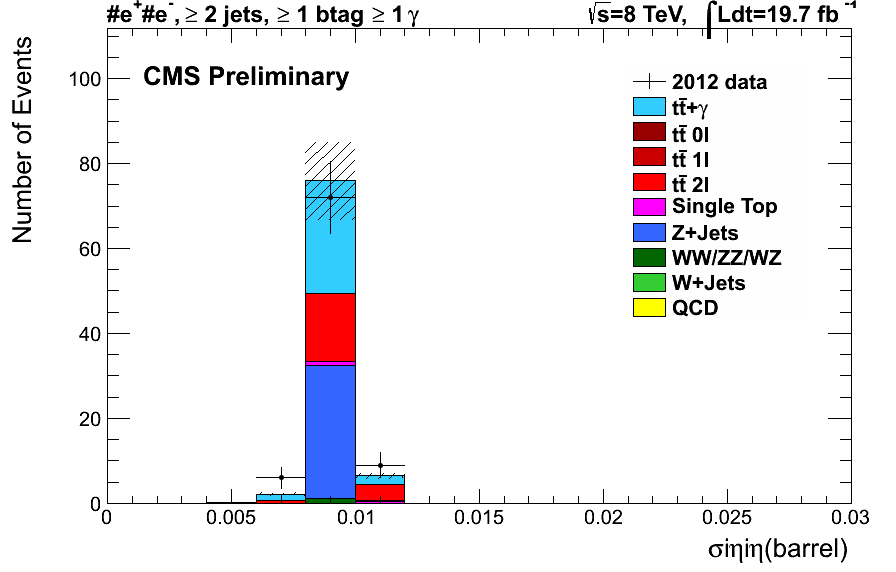 #e⁺#e⁻, ≥ 2 jets, ≥ 1 btag ≥ 1 γ
√s=8 TeV, ∫Ldt=19.7 fb⁻¹
CMS Preliminary
2012 data
tt̄+γ
tt̄ 0l
tt̄ 1l
tt̄ 2l
Single Top
Z+Jets
WW/ZZ/WZ
W+Jets
QCD
Number of Events
100
80
60
40
20
0
0 0.005 0.01 0.015 0.02 0.025 0.03
σiηiη(barrel)